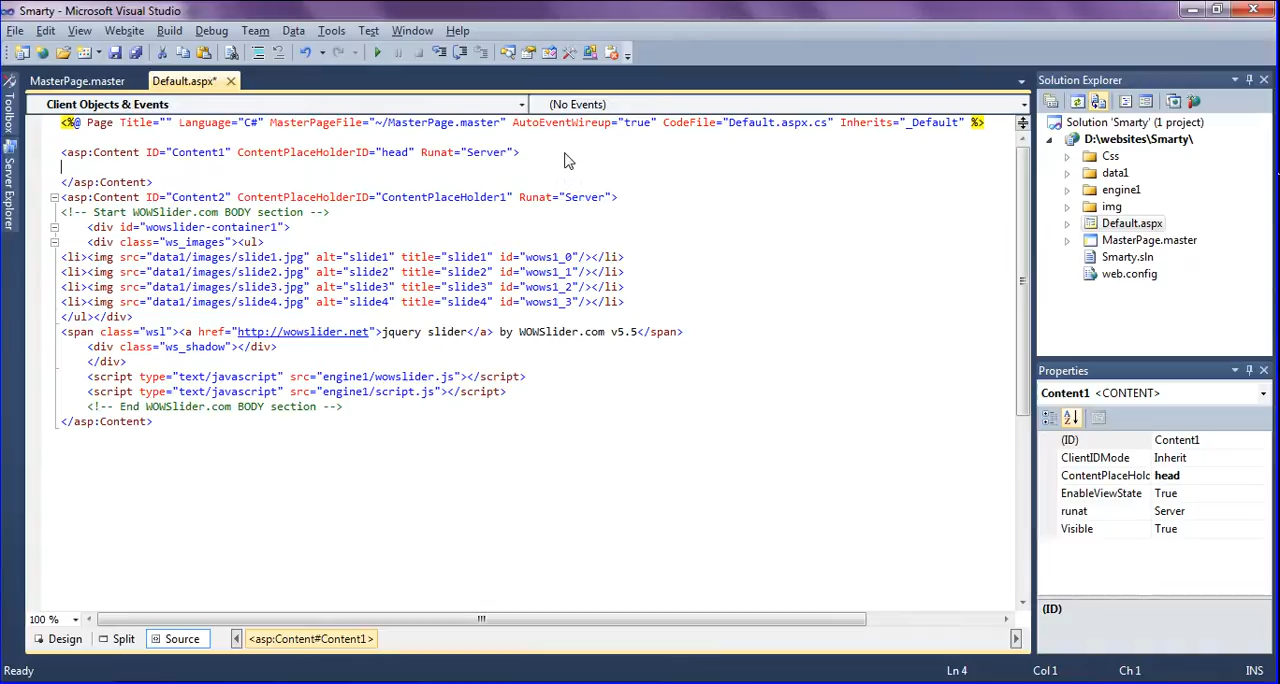 Smarty - Microsoft Visual Studio
File Edit View Website Build Debug Team Data Tools Test Window Help
MasterPage.master Default.aspx*
Client Objects & Events (No Events)
<%@ Page Title="" Language="C#" MasterPageFile="~/MasterPage.master" AutoEventWireup="true" CodeFile="Default.aspx.cs" Inherits="_Default" %>
<asp:Content ID="Content1" ContentPlaceHolderID="head" Runat="Server">
</asp:Content>
<asp:Content ID="Content2" ContentPlaceHolderID="ContentPlaceHolder1" Runat="Server">
<!-- Start WOWSlider.com BODY section -->
<div id="wowslider-container1">
<div class="ws_images"><ul>
<li><img src="data1/images/slide1.jpg" alt="slide1" title="slide1" id="wows1_0"/></li>
<li><img src="data1/images/slide2.jpg" alt="slide2" title="slide2" id="wows1_1"/></li>
<li><img src="data1/images/slide3.jpg" alt="slide3" title="slide3" id="wows1_2"/></li>
<li><img src="data1/images/slide4.jpg" alt="slide4" title="slide4" id="wows1_3"/></li>
</ul></div>
<span class="wsl"><a href="http://wowslider.net">jquery slider</a> by WOWSlider.com v5.5</span>
<div class="ws_shadow"></div>
</div>
<script type="text/javascript" src="engine1/wowslider.js"></script>
<script type="text/javascript" src="engine1/script.js"></script>
<!-- End WOWSlider.com BODY section -->
</asp:Content>
100 %
Design Split Source <asp:Content#Content1>
Ready Ln 4 Col 1 Ch 1 INS
Toolbox
Server Explorer
Solution Explorer
Solution 'Smarty' (1 project)
D:\websites\Smarty\
Css
data1
engine1
img
Default.aspx
MasterPage.master
Smarty.sln
web.config
Properties
Content1 <CONTENT>
(ID) Content1
ClientIDMode Inherit
ContentPlaceHolc head
EnableViewState True
runat Server
Visible True
(ID)